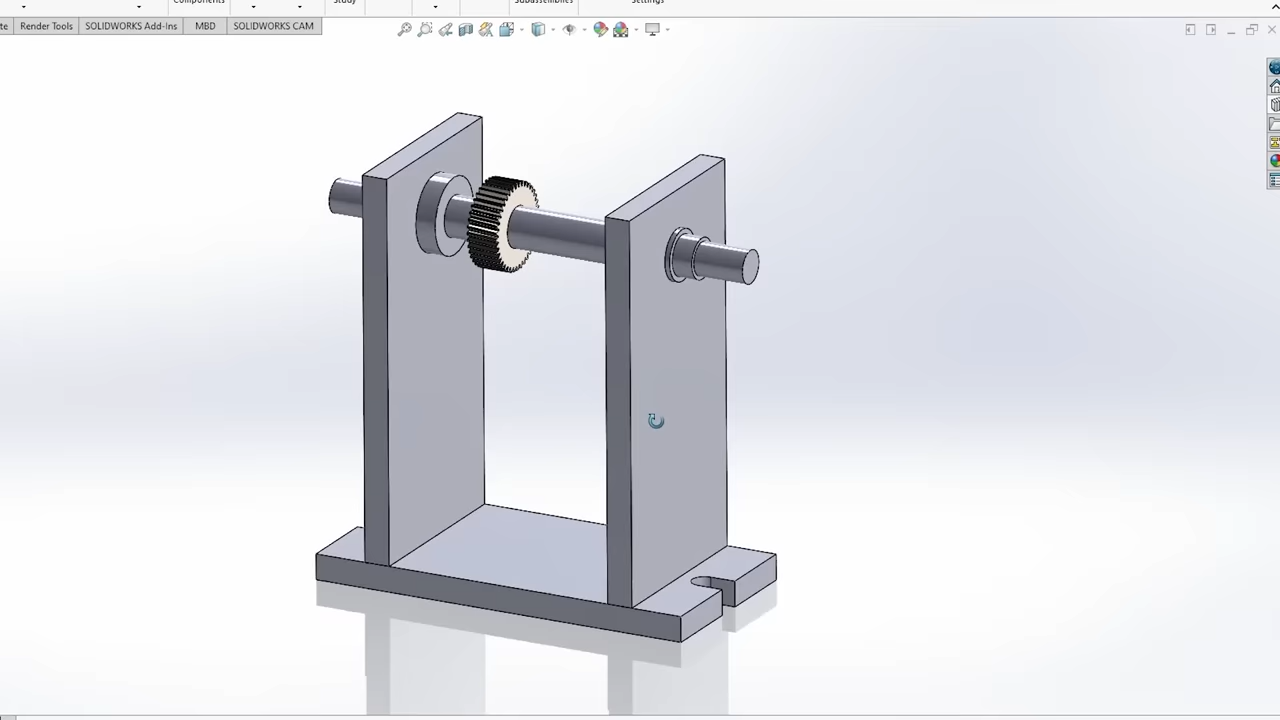 Components
Study
Subassemblies
Settings
Render Tools
SOLIDWORKS Add-Ins
MBD
SOLIDWORKS CAM